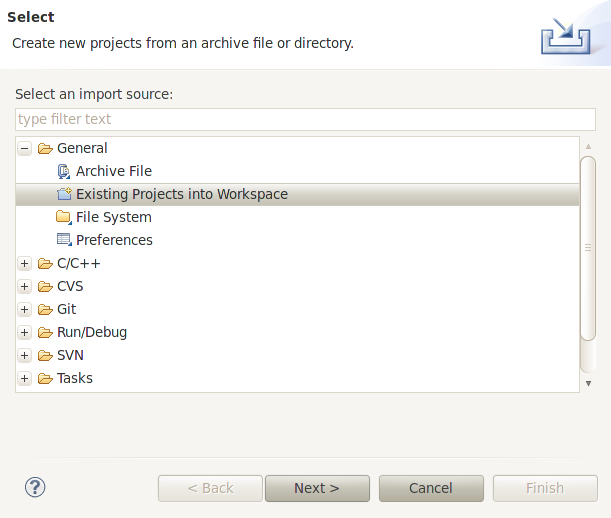 Select
Create new projects from an archive file or directory.
Select an import source:
type filter text
General
Archive File
Existing Projects into Workspace
File System
Preferences
C/C++
CVS
Git
Run/Debug
SVN
Tasks
?
< Back
Next >
Cancel
Finish